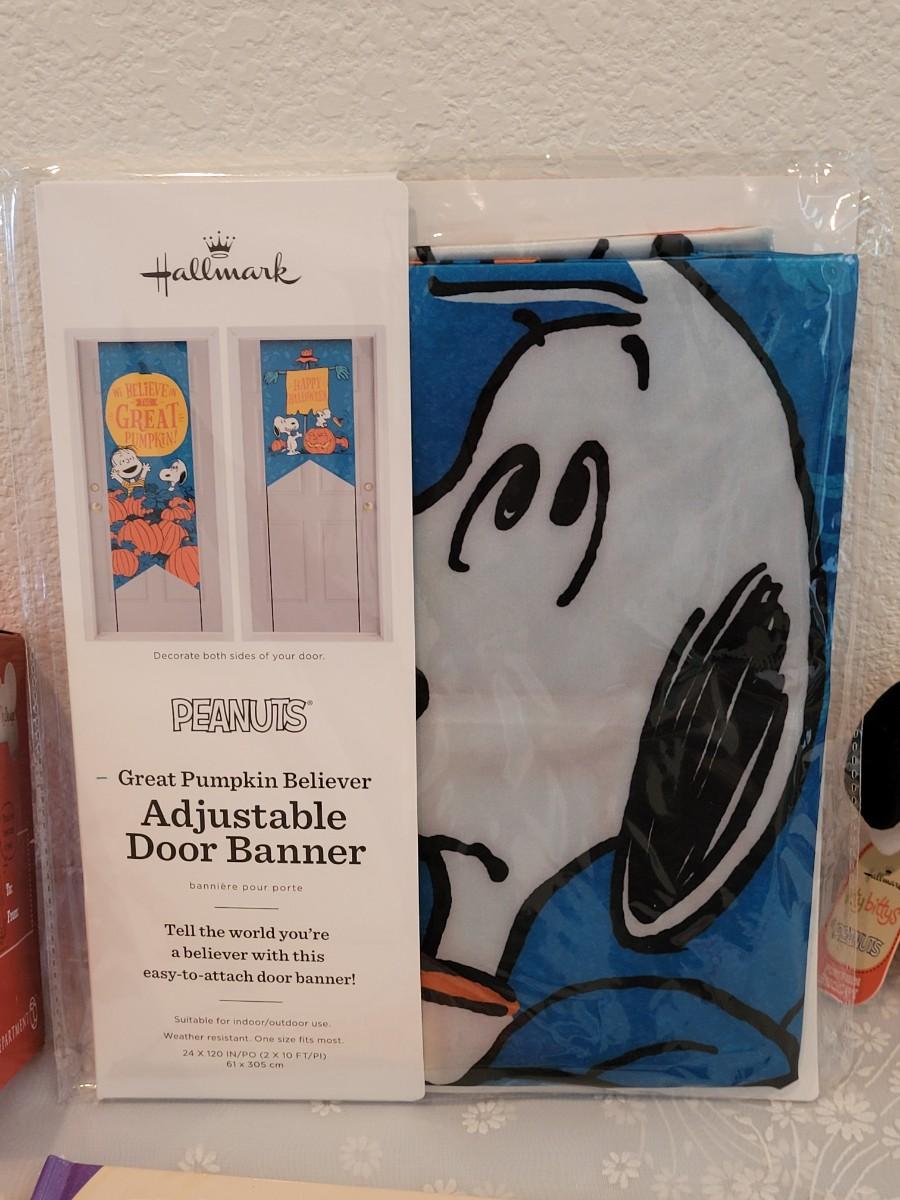 Hallmark
WE BELIEVE IN
THE
GREAT
PUMPKIN!
HAPPY
HALLOWEEN
Decorate both sides of your door.
PEANUTS®
Great Pumpkin Believer
Adjustable
Door Banner
bannière pour porte
Tell the world you're
a believer with this
easy-to-attach door banner!
Suitable for indoor/outdoor use.
Weather resistant. One size fits most.
24 X 120 IN/PO (2 X 10 FT/PI)
61 x 305 cm
Hallmark
bittys
PEANUTS